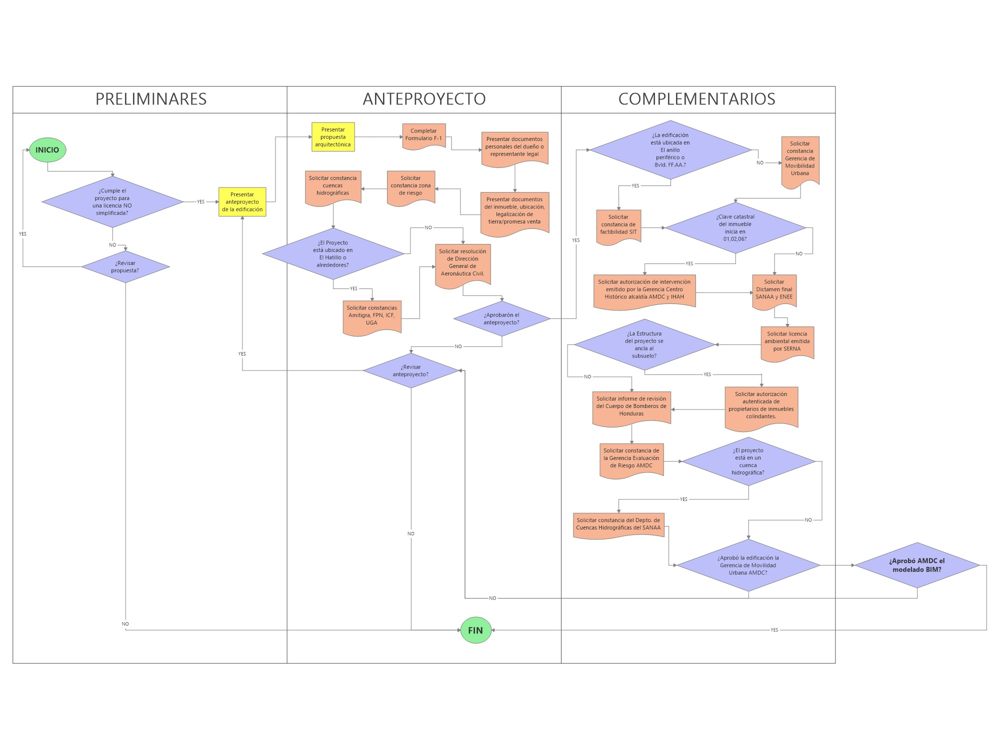 PRELIMINARES
ANTEPROYECTO
COMPLEMENTARIOS
INICIO
¿Cumple el
proyecto para
una licencia NO
simplificada?
YES
NO
YES
¿Revisar
propuesta?
NO
Presentar
anteproyecto
de la edificación
YES
Presentar
propuesta
arquitectónica
Completar
Formulario F-1
Presentar documentos
personales del dueño o
representante legal
Presentar documentos
del inmueble, ubicación,
legalización de
tierra/promesa venta
Solicitar
constancia zona
de riesgo
Solicitar constancia
cuencas
hidrográficas
¿El Proyecto
está ubicado en
El Hatillo o
alrededores?
NO
YES
Solicitar resolución
de Dirección
General de
Aeronáutica Civil.
Solicitar constancias
Amitigra, FPN, ICF,
UGA
¿Aprobarón el
anteproyecto?
YES
NO
¿Revisar
anteproyecto?
NO
¿La edificación
está ubicada en
El anillo
periférico o
Bvld. FF.AA.?
NO
YES
Solicitar
constancia
Gerencia de
Movibilidad
Urbana
Solicitar
constancia de
factibilidad SIT
¿Clave catastral
del inmueble
inicia en
01,02,06?
NO
YES
Solicitar autorización de intervención
emitido por la Gerencia Centro
Histórico alcaldía AMDC y IHAH
Solicitar
Dictamen final
SANAA y ENEE
Solicitar licencia
ambiental emitida
por SERNA
¿La Estructura
del proyecto se
ancla al
subsuelo?
NO
YES
Solicitar autorización
autenticada de
propietarios de inmuebles
colindantes.
Solicitar informe de revisión
del Cuerpo de Bomberos de
Honduras
Solicitar constancia de
la Gerencia Evaluación
de Riesgo AMDC
¿El proyecto
está en un
cuenca
hidrográfica?
YES
NO
Solicitar constancia del Depto. de
Cuencas Hidrográficas del SANAA
¿Aprobó la edificación la
Gerencia de Movilidad
Urbana AMDC?
¿Aprobó AMDC el
modelado BIM?
NO
YES
FIN